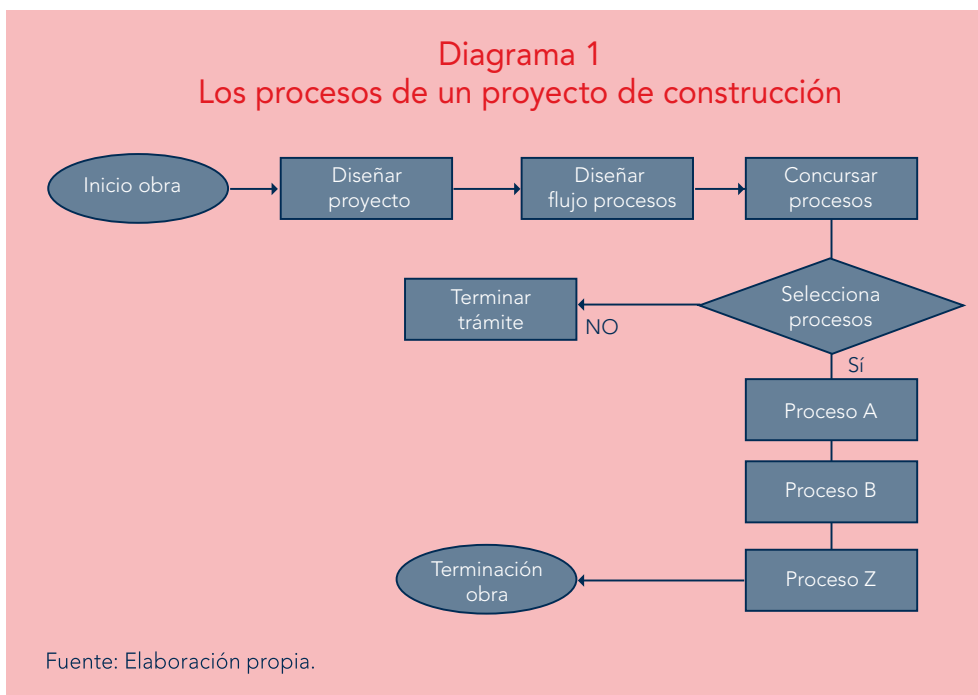 Diagrama 1
Los procesos de un proyecto de construcción
Inicio obra
Diseñar
proyecto
Diseñar
flujo procesos
Concursar
procesos
Selecciona
procesos
Terminar
trámite
NO
Sí
Proceso A
Proceso B
Proceso Z
Terminación
obra
Fuente: Elaboración propia.